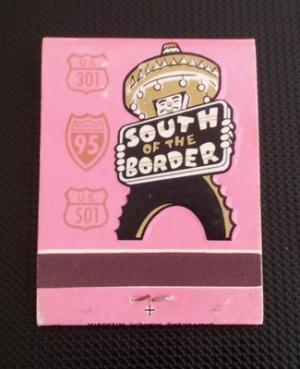 U.S.
301
95
U.S.
501
SOUTH
OF THE
BORDER